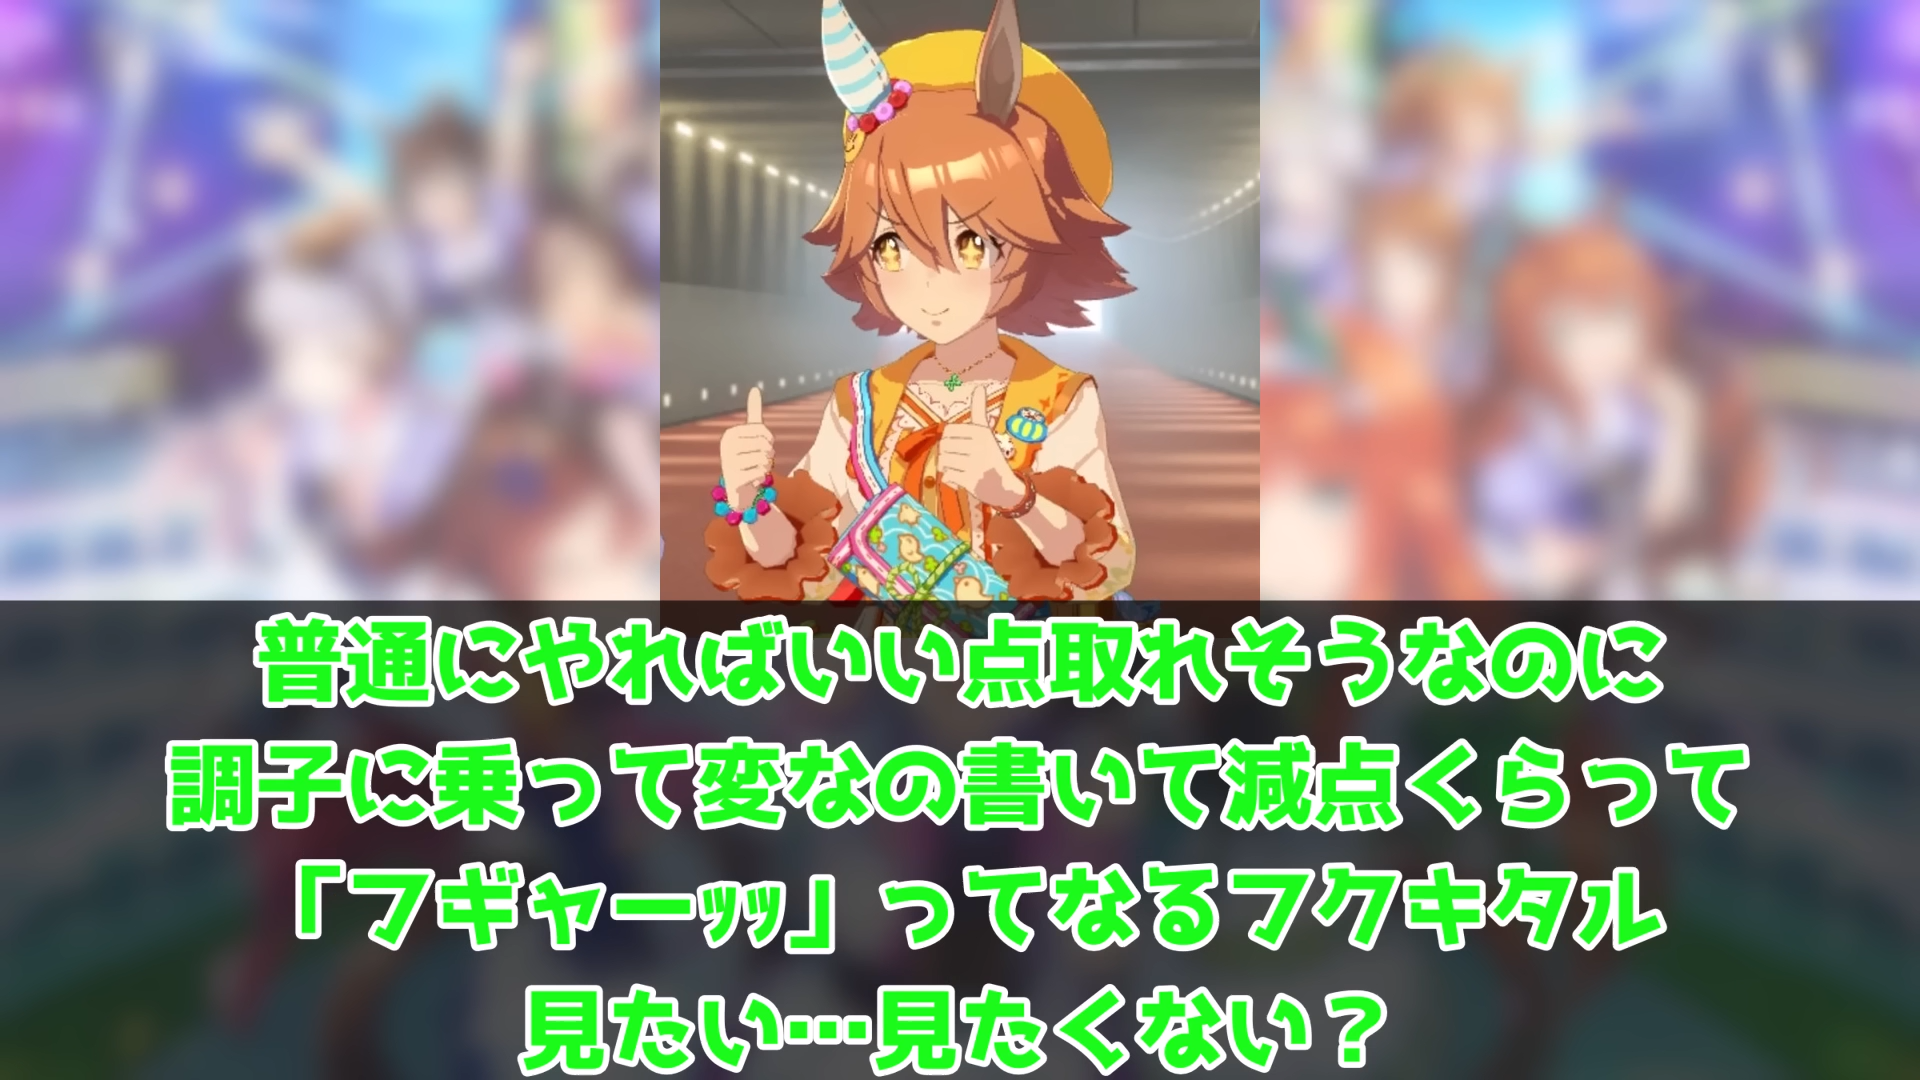 普通にやればいい点取れそうなのに
調子に乗って変なの書いて減点くらって
「フギャーｯｯ」ってなるフクキタル
見たい…見たくない？